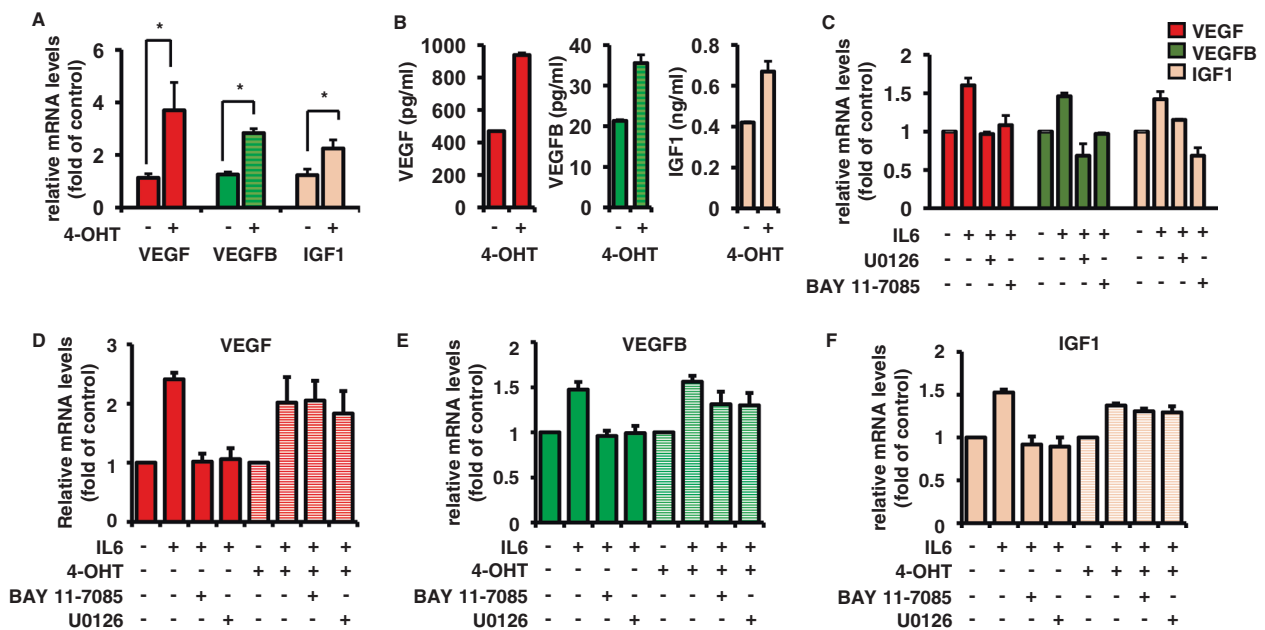 A
relative mRNA levels
(fold of control)
6
4
2
0
*
*
*
- + - + - +
4-OHT
VEGF VEGFB IGF1
B
VEGF (pg/ml)
1000
800
600
400
200
0
- +
4-OHT
VEGFB (pg/ml)
40
30
20
10
0
- +
4-OHT
IGF1 (ng/ml)
0.8
0.6
0.4
0.2
0
- +
4-OHT
C
VEGF
VEGFB
IGF1
relative mRNA levels
(fold of control)
2
1.5
1
0.5
0
IL6 - + + + - + + + - + + +
U0126 - - + - - - + - - - + -
BAY 11-7085 - - - + - - - + - - - +
D
VEGF
Relative mRNA levels
(fold of control)
3
2
1
0
IL6 - + + + - + + +
4-OHT - - - - + + + +
BAY 11-7085 - - + - - - + -
U0126 - - - + - - - +
E
VEGFB
relative mRNA levels
(fold of control)
2
1.5
1
0.5
0
IL6 - + + + - + + +
4-OHT - - - - + + + +
BAY 11-7085 - - + - - - + -
U0126 - - - + - - - +
F
IGF1
relative mRNA levels
(fold of control)
2
1.5
1
0.5
0
IL6 - + + + - + + +
4-OHT - - - - + + + +
BAY 11-7085 - - + - - - + -
U0126 - - - + - - - +